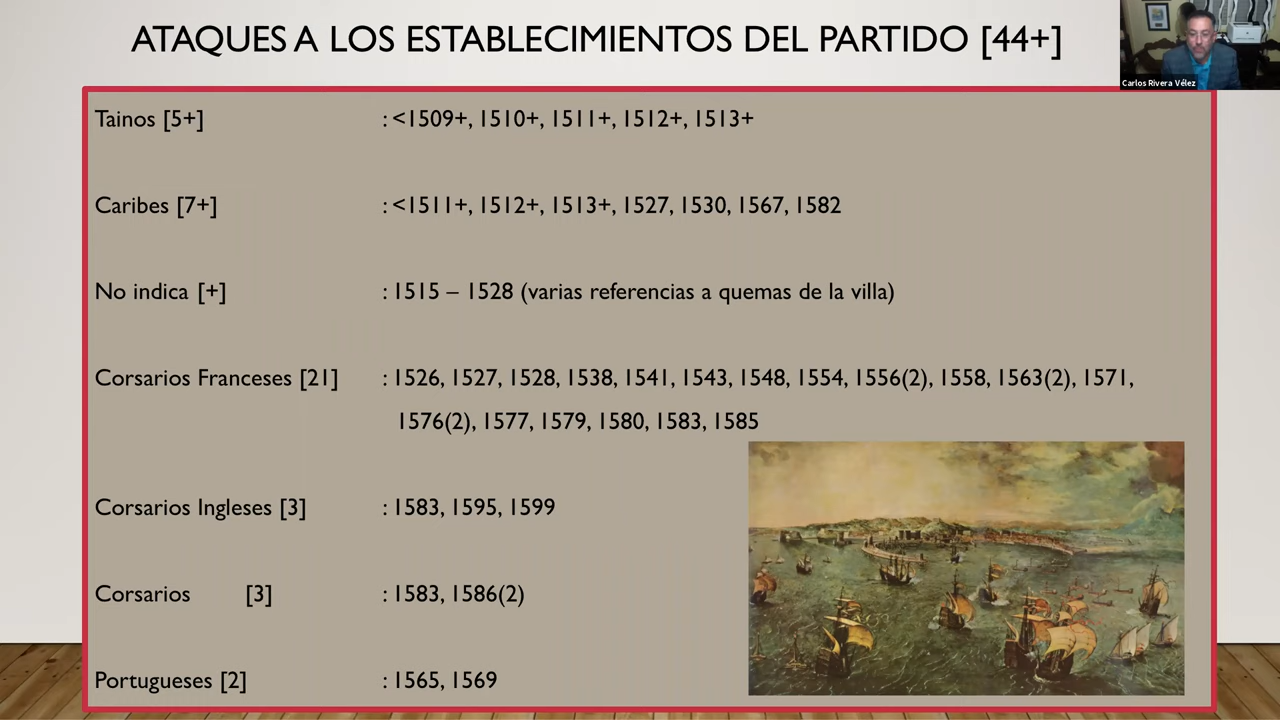 ATAQUES A LOS ESTABLECIMIENTOS DEL PARTIDO [44+]
Carlos Rivera Vélez
Tainos [5+] : <1509+, 1510+, 1511+, 1512+, 1513+
Caribes [7+] : <1511+, 1512+, 1513+, 1527, 1530, 1567, 1582
No indica [+] : 1515 – 1528 (varias referencias a quemas de la villa)
Corsarios Franceses [21] : 1526, 1527, 1528, 1538, 1541, 1543, 1548, 1554, 1556(2), 1558, 1563(2), 1571,
1576(2), 1577, 1579, 1580, 1583, 1585
Corsarios Ingleses [3] : 1583, 1595, 1599
Corsarios [3] : 1583, 1586(2)
Portugueses [2] : 1565, 1569